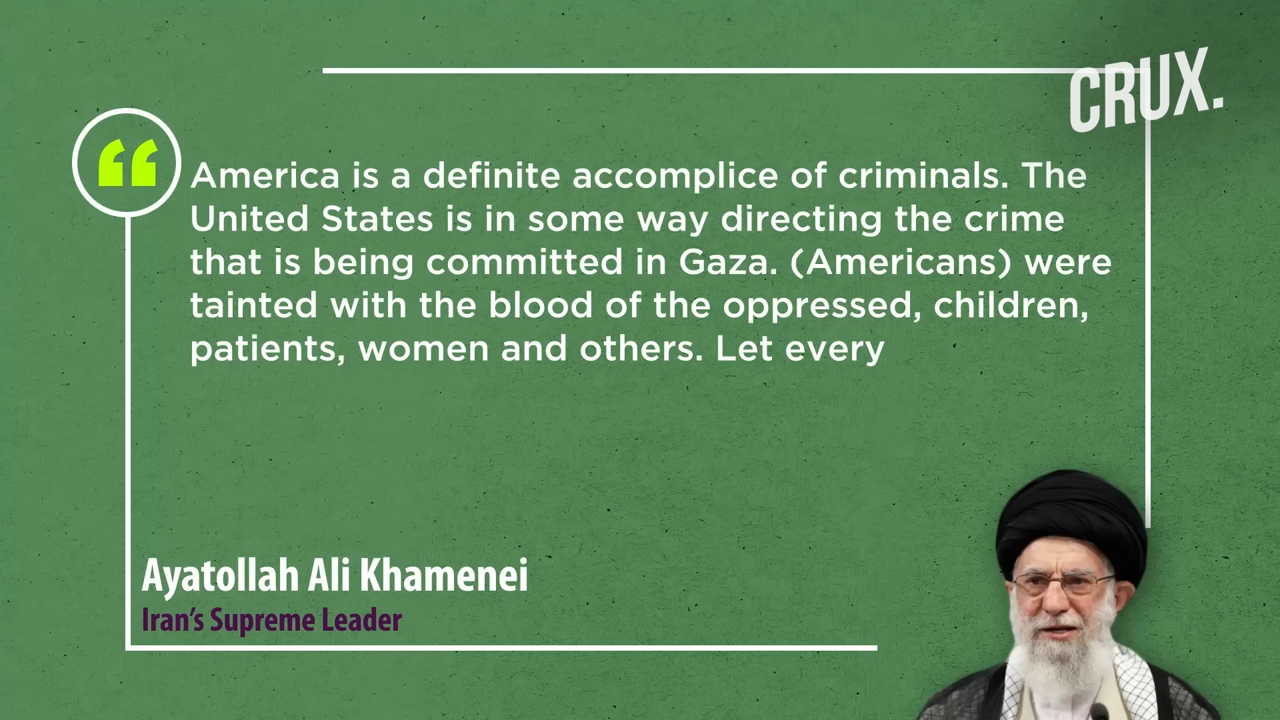 CRUX.
America is a definite accomplice of criminals. The
United States is in some way directing the crime
that is being committed in Gaza. (Americans) were
tainted with the blood of the oppressed, children,
patients, women and others. Let every
Ayatollah Ali Khamenei
Iran's Supreme Leader